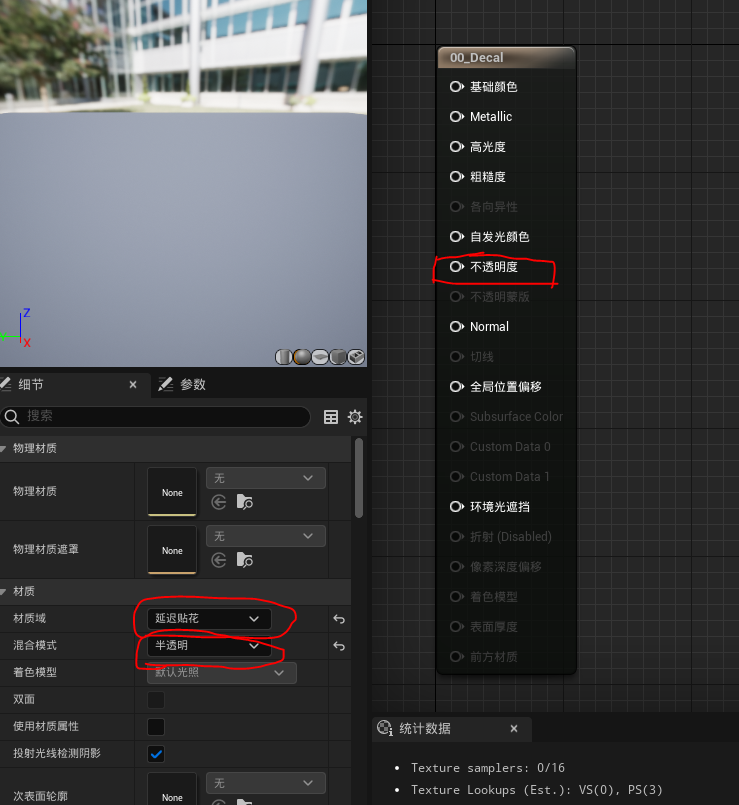 00_Decal
基础颜色
Metallic
高光度
粗糙度
各向异性
自发光颜色
不透明度
不透明蒙版
Normal
切线
全局位置偏移
Subsurface Color
Custom Data 0
Custom Data 1
环境光遮挡
折射 (Disabled)
像素深度偏移
着色模型
表面厚度
前方材质
Z
X
细节
参数
搜索
物理材质
物理材质
None
无
物理材质遮罩
None
无
材质
材质域
延迟贴花
混合模式
半透明
着色模型
默认光照
双面
使用材质属性
投射光线检测阴影
次表面轮廓
None
无
统计数据
Texture samplers: 0/16
Texture Lookups (Est.): VS(0), PS(3)